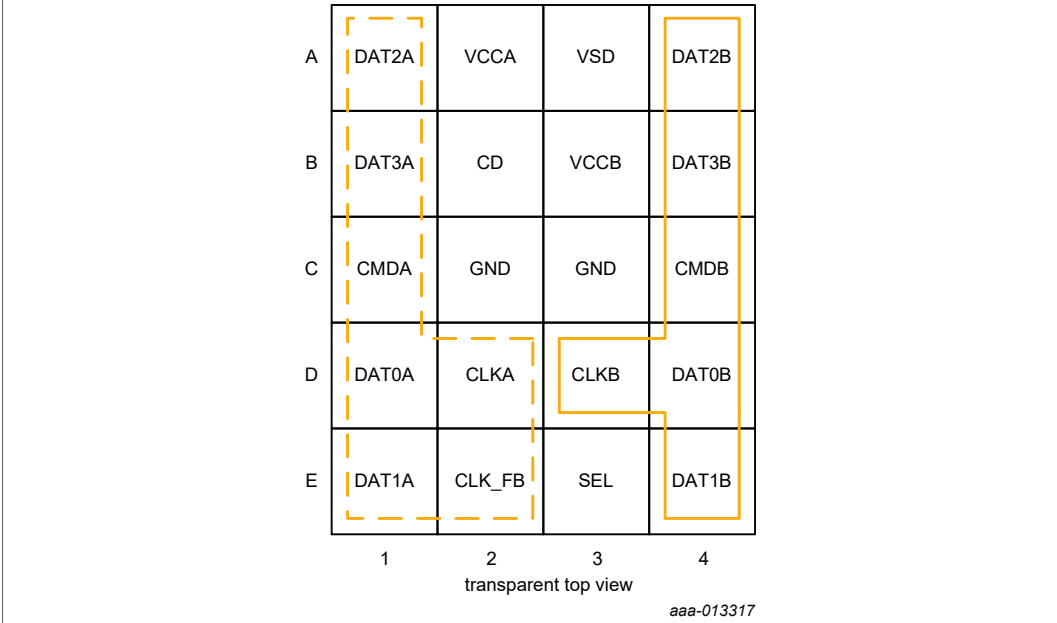 A DAT2A VCCA VSD DAT2B
B DAT3A CD VCCB DAT3B
C CMDA GND GND CMDB
D DAT0A CLKA CLKB DAT0B
E DAT1A CLK_FB SEL DAT1B
1 2 3 4
transparent top view
aaa-013317